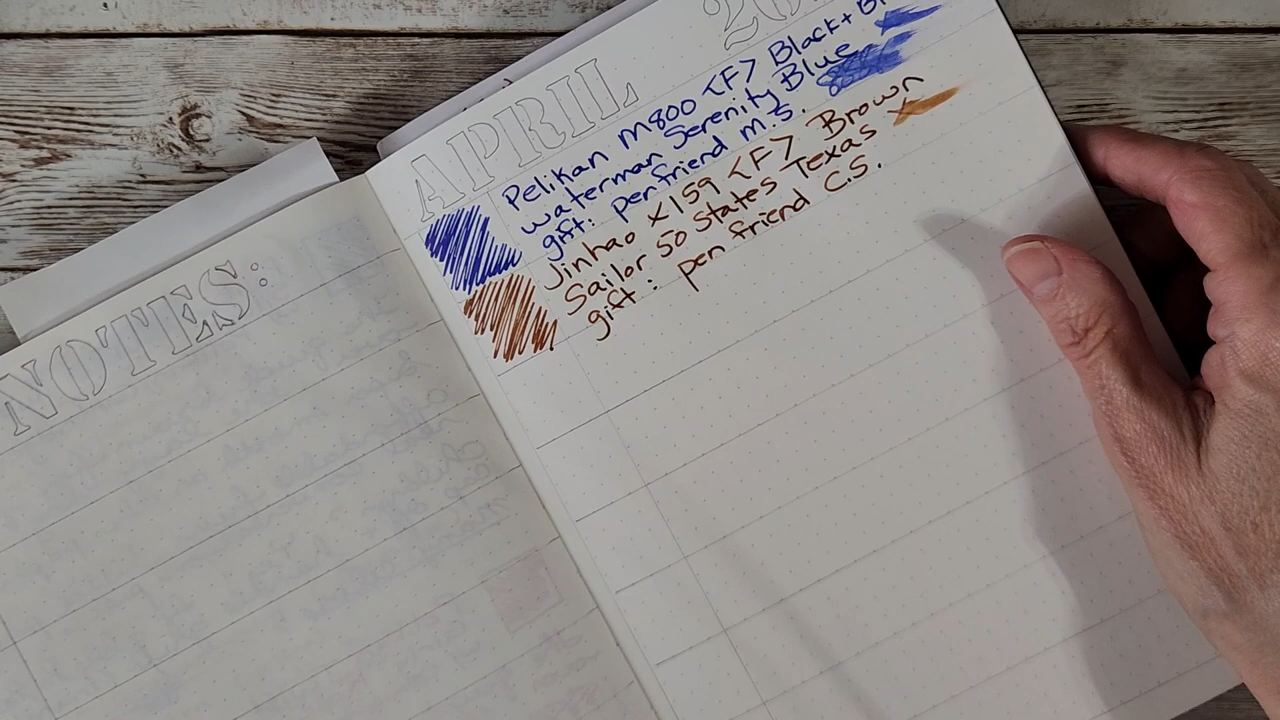 NOTES:
APRIL
Pelikan M800 <F> Black+
Waterman Serenity Blue
gift: pen friend M.S.
Jinhao x159 <F> Brown
Sailor 50 States Texas
gift: pen friend C.S.